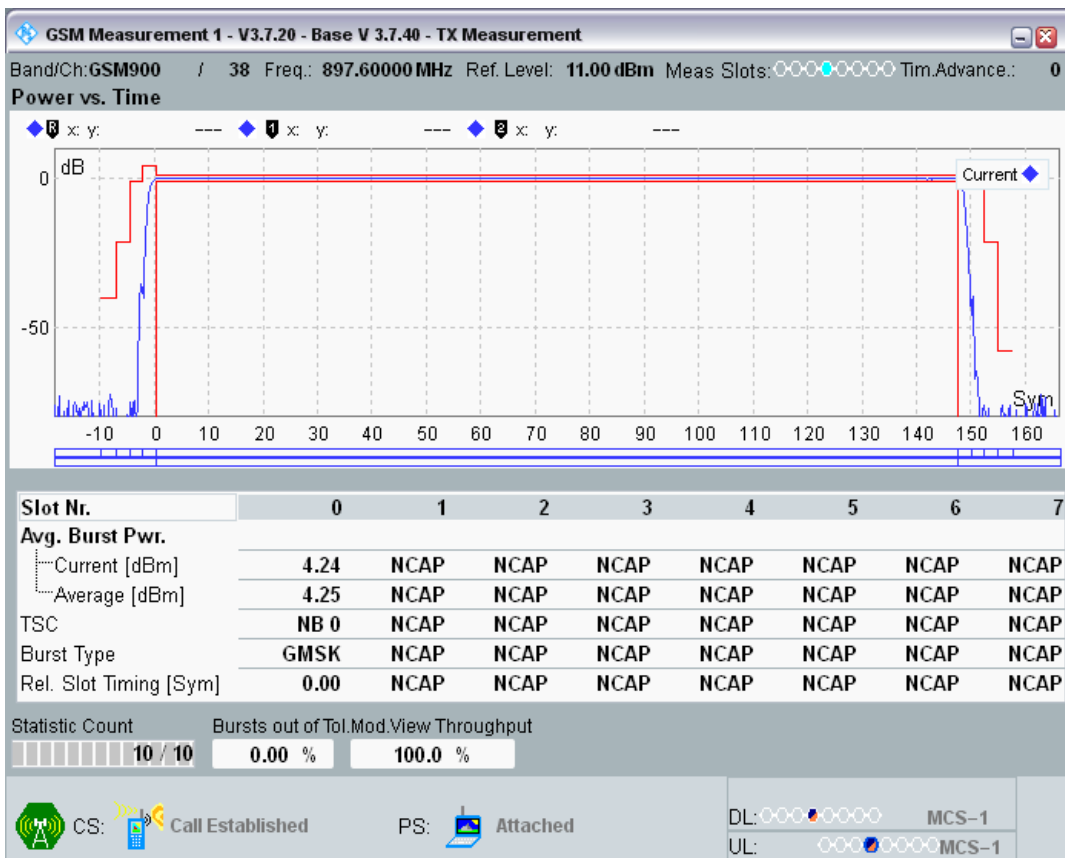 GSM Measurement 1 - V3.7.20 - Base V 3.7.40 - TX Measurement
Band/Ch:GSM900 / 38 Freq.: 897.60000 MHz Ref. Level: 11.00 dBm Meas Slots: Tim.Advance.: 0
Power vs. Time
R x: y: --- 1 x: y: --- 2 x: y: ---
dB
Current
0
-50
Sym
-10 0 10 20 30 40 50 60 70 80 90 100 110 120 130 140 150 160
Slot Nr. 0 1 2 3 4 5 6 7
Avg. Burst Pwr.
Current [dBm] 4.24 NCAP NCAP NCAP NCAP NCAP NCAP NCAP
Average [dBm] 4.25 NCAP NCAP NCAP NCAP NCAP NCAP NCAP
TSC NB 0 NCAP NCAP NCAP NCAP NCAP NCAP NCAP
Burst Type GMSK NCAP NCAP NCAP NCAP NCAP NCAP NCAP
Rel. Slot Timing [Sym] 0.00 NCAP NCAP NCAP NCAP NCAP NCAP NCAP
Statistic Count Bursts out of Tol.Mod.View Throughput
10 / 10 0.00 % 100.0 %
CS: Call Established PS: Attached
DL: MCS-1
UL: MCS-1